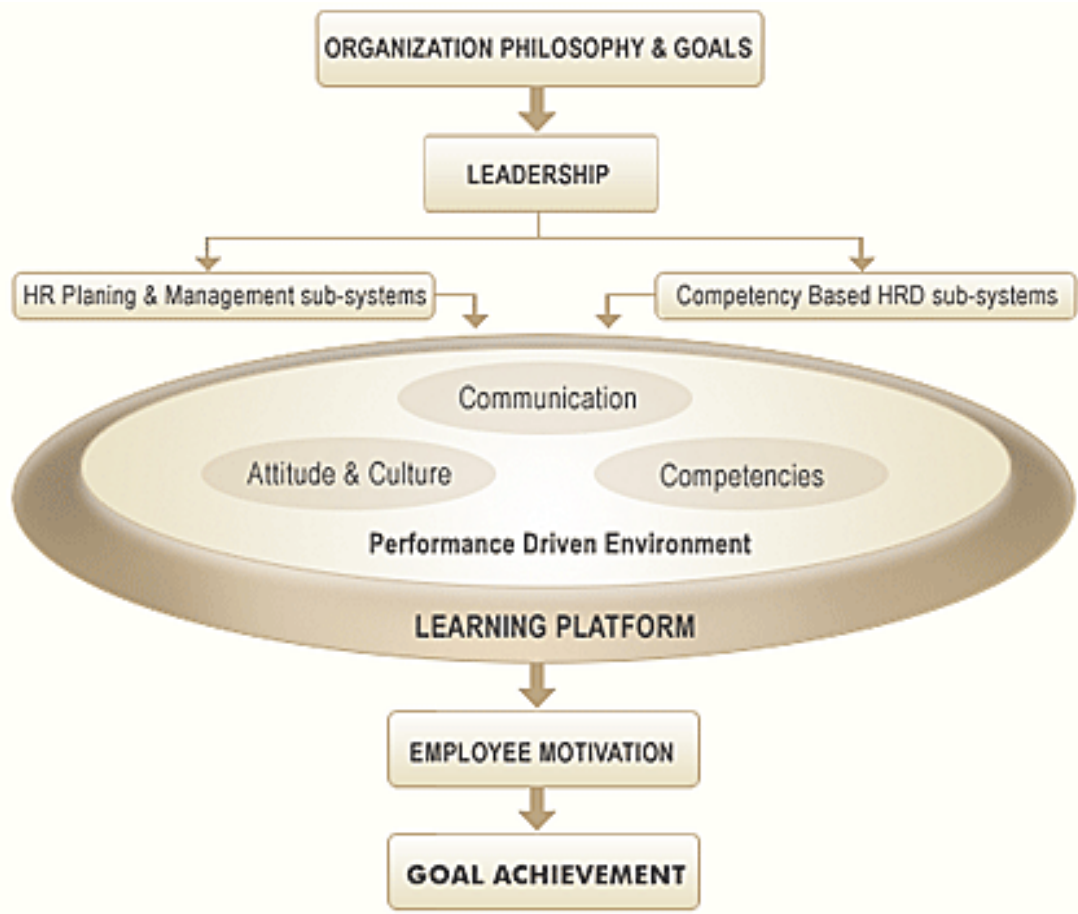 ORGANIZATION PHILOSOPHY & GOALS
LEADERSHIP
HR Planing & Management sub-systems
Competency Based HRD sub-systems
Communication
Attitude & Culture
Competencies
Performance Driven Environment
LEARNING PLATFORM
EMPLOYEE MOTIVATION
GOAL ACHIEVEMENT